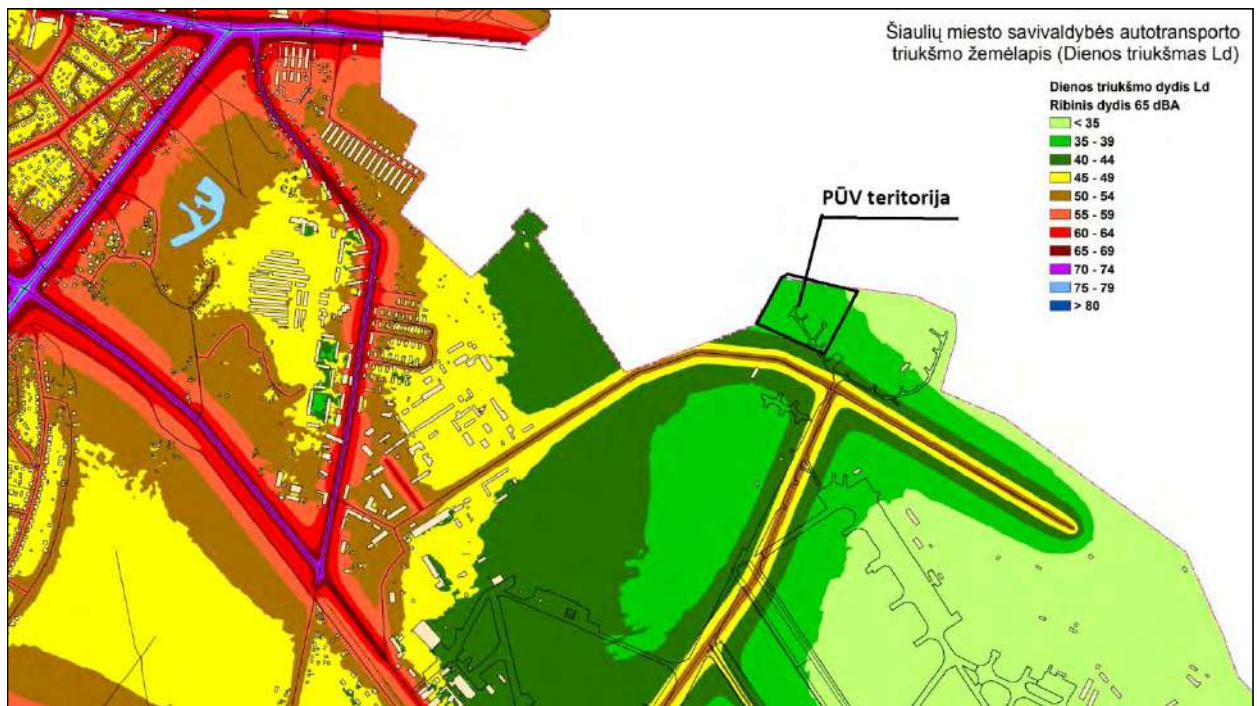 Šiaulių miesto savivaldybės autotransporto
triukšmo žemėlapis (Dienos triukšmas Ld)
Dienos triukšmo dydis Ld
Ribinis dydis 65 dBA
< 35
35 - 39
40 - 44
45 - 49
50 - 54
55 - 59
60 - 64
65 - 69
70 - 74
75 - 79
> 80
PŪV teritorija